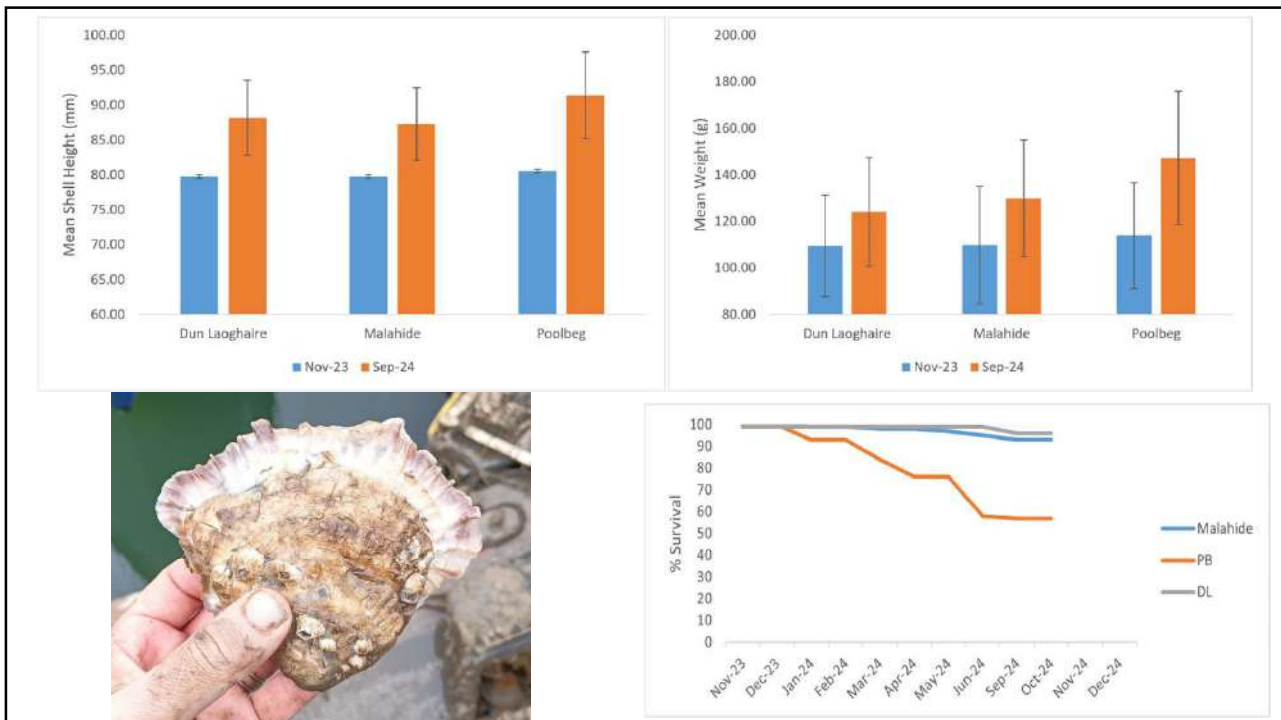 100.00
95.00
90.00
85.00
80.00
75.00
70.00
65.00
60.00
Mean Shell Height (mm)
Dun Laoghaire Malahide Poolbeg
Nov-23 Sep-24
200.00
180.00
160.00
140.00
120.00
100.00
80.00
Mean Weight (g)
Dun Laoghaire Malahide Poolbeg
Nov-23 Sep-24
100
90
80
70
60
50
40
30
20
10
0
% Survival
Nov-23
Dec-23
Jan-24
Feb-24
Mar-24
Apr-24
May-24
Jun-24
Sep-24
Oct-24
Nov-24
Dec-24
Malahide
PB
DL